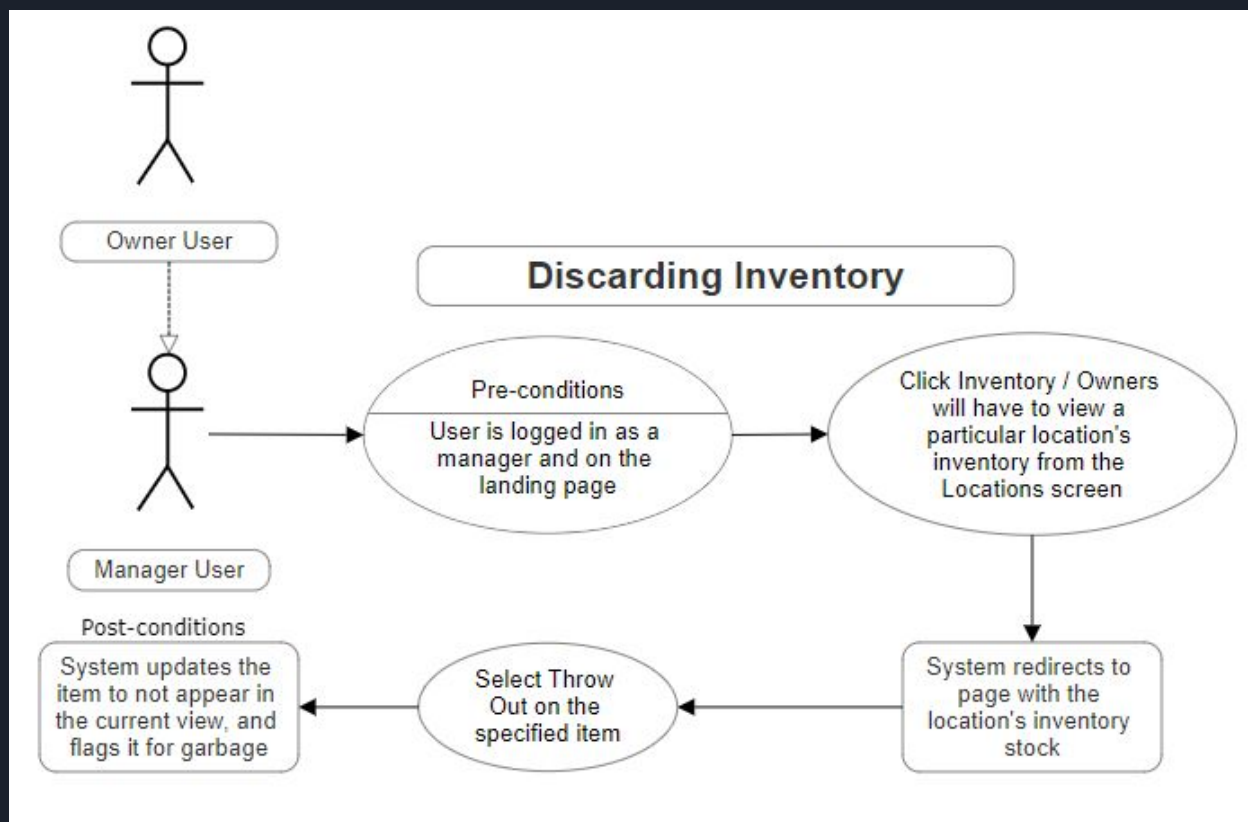 Owner User
Discarding Inventory
Pre-conditions
User is logged in as a
manager and on the
landing page
Click Inventory / Owners
will have to view a
particular location's
inventory from the
Locations screen
Manager User
Post-conditions
System updates the
item to not appear in
the current view, and
flags it for garbage
Select Throw
Out on the
specified item
System redirects to
page with the
location's inventory
stock